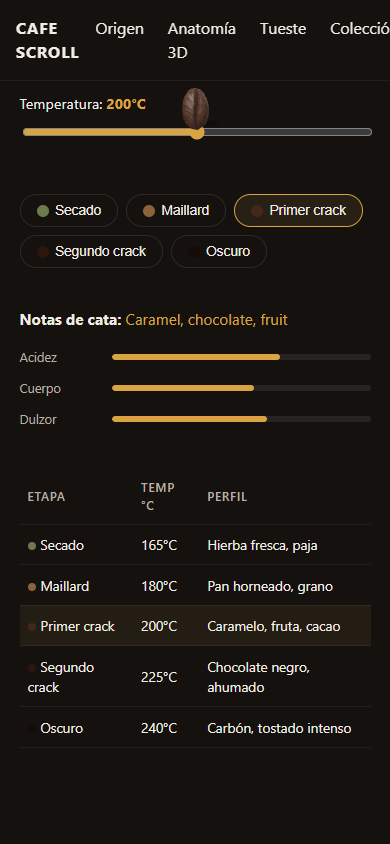 CAFE SCROLL
Origen
Anatomía 3D
Tueste
Colecció
Temperatura: 200°C
Secado
Maillard
Primer crack
Segundo crack
Oscuro
Notas de cata: Caramel, chocolate, fruit
Acidez
Cuerpo
Dulzor
ETAPA TEMP °C PERFIL
Secado 165°C Hierba fresca, paja
Maillard 180°C Pan horneado, grano
Primer crack 200°C Caramelo, fruta, cacao
Segundo crack 225°C Chocolate negro, ahumado
Oscuro 240°C Carbón, tostado intenso